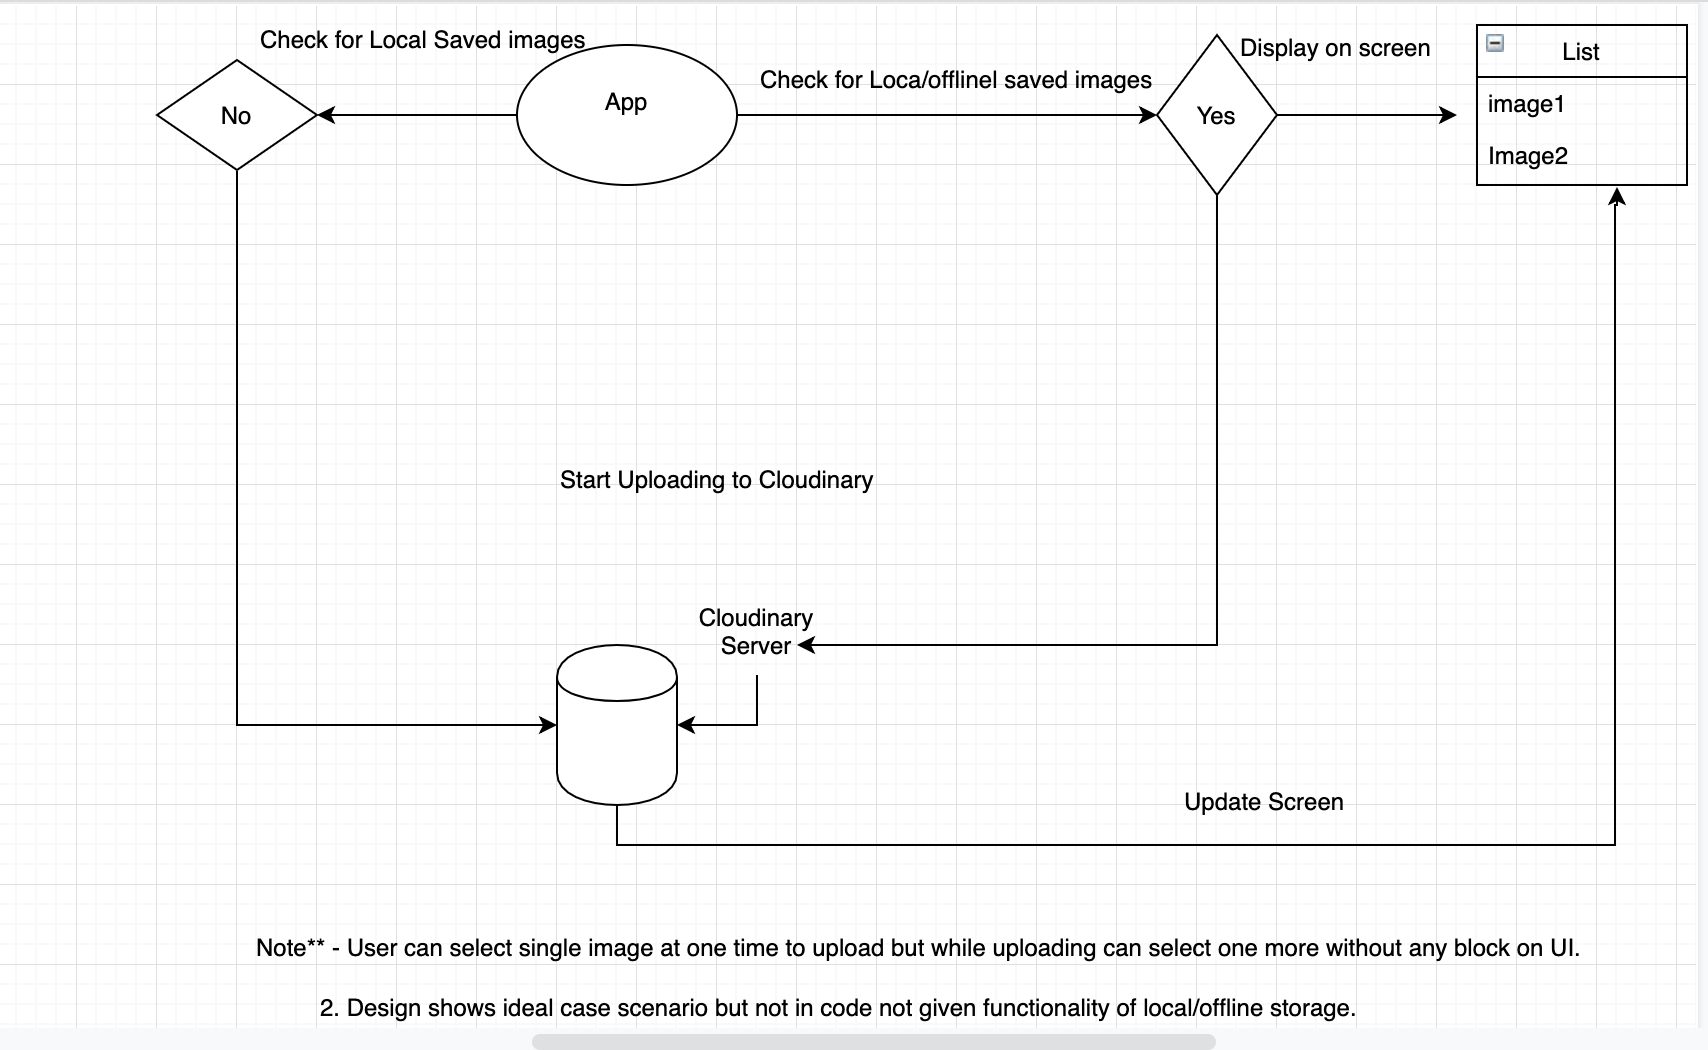 Check for Local Saved images
Display on screen
List
Check for Loca/offlinel saved images
App
image1
No
Yes
Image2
Start Uploading to Cloudinary
Cloudinary
Server
Update Screen
Note** - User can select single image at one time to upload but while uploading can select one more without any block on UI.
2. Design shows ideal case scenario but not in code not given functionality of local/offline storage.